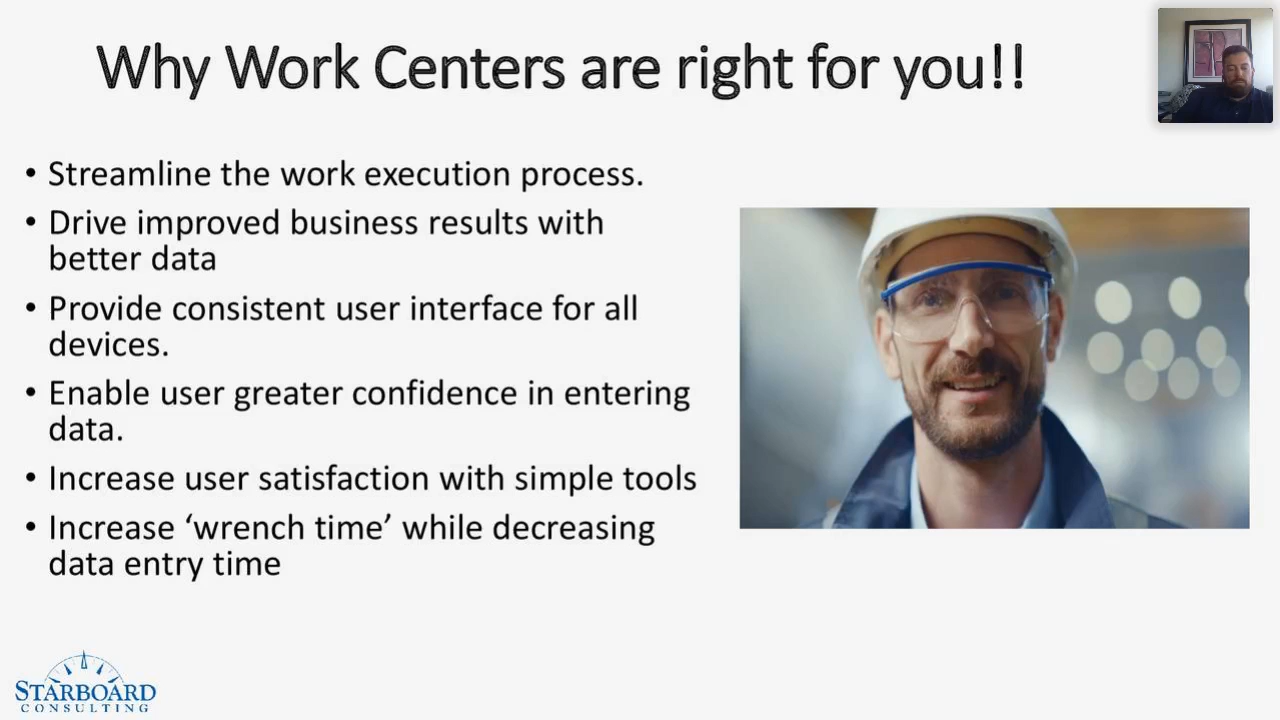 Why Work Centers are right for you!!
• Streamline the work execution process.
• Drive improved business results with
better data
• Provide consistent user interface for all
devices.
• Enable user greater confidence in entering
data.
• Increase user satisfaction with simple tools
• Increase ‘wrench time’ while decreasing
data entry time
STARBOARD
CONSULTING